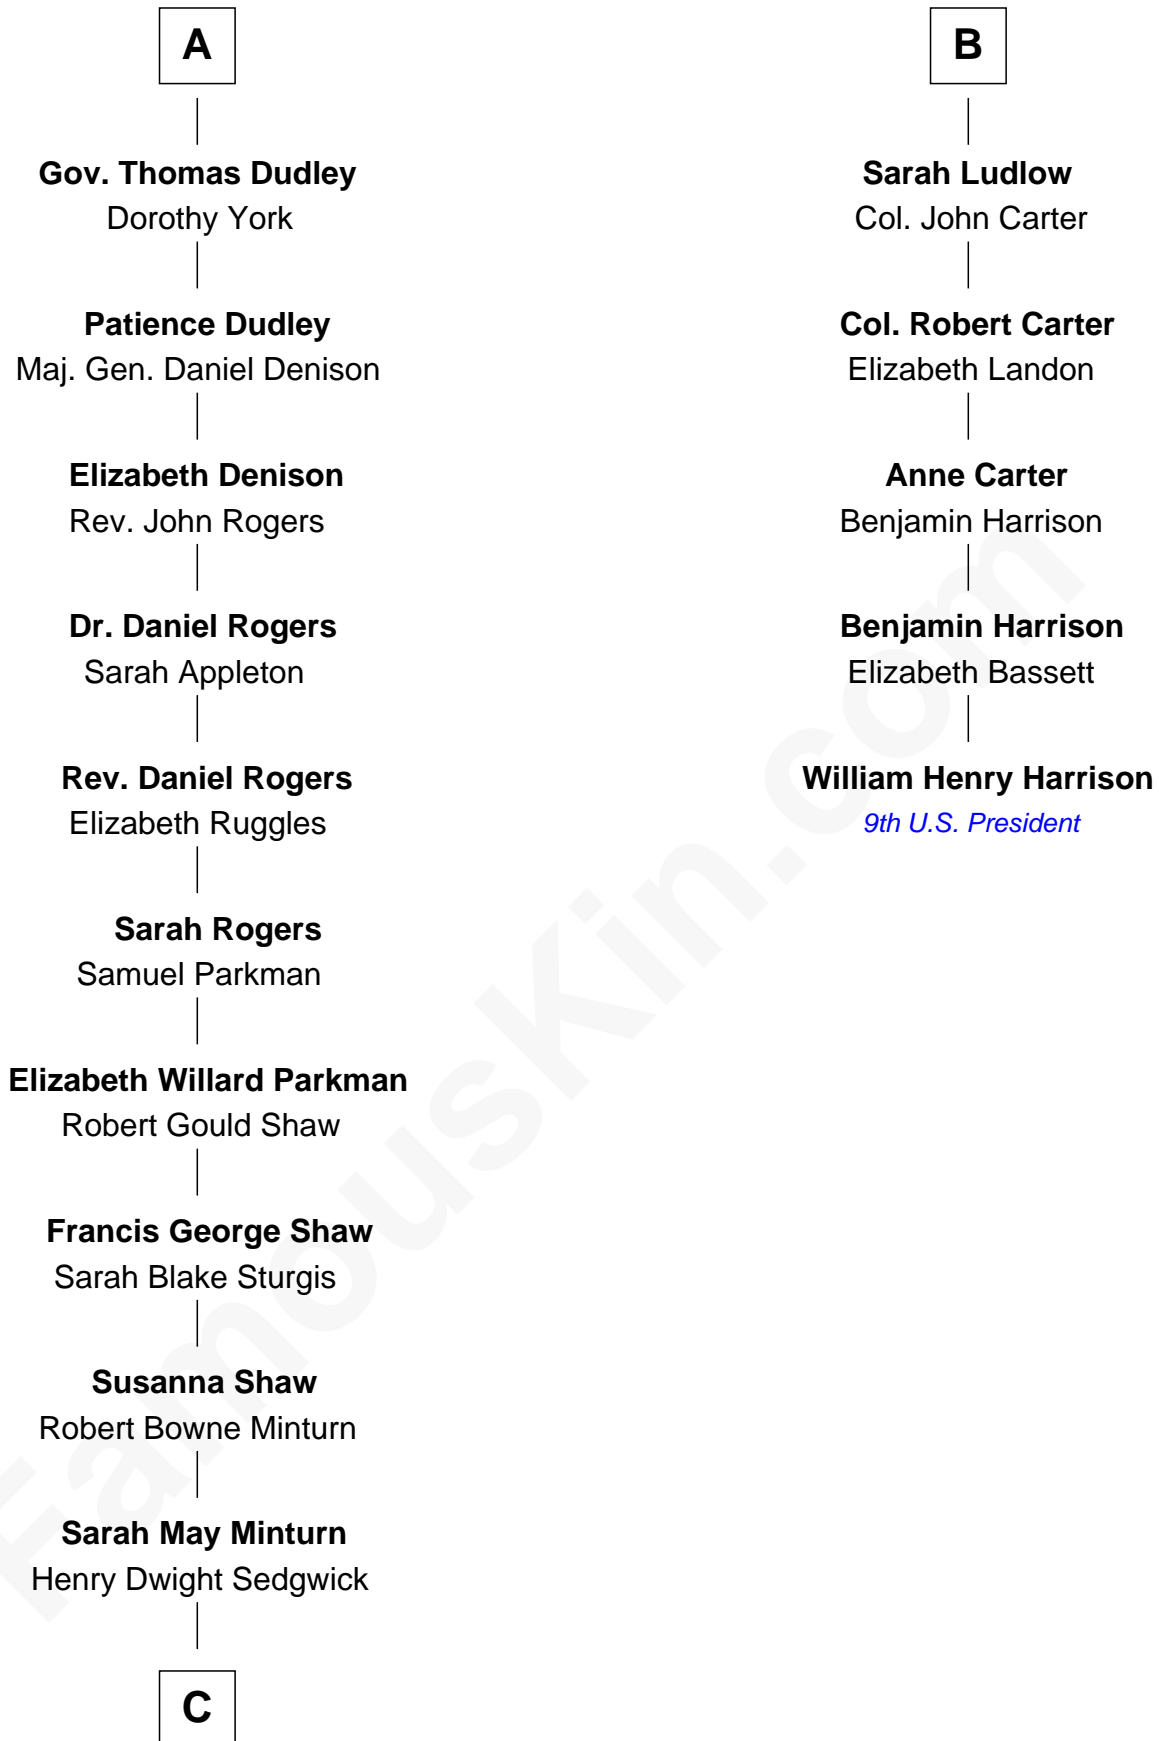 A
Gov. Thomas Dudley
Dorothy York
Patience Dudley
Maj. Gen. Daniel Denison
Elizabeth Denison
Rev. John Rogers
Dr. Daniel Rogers
Sarah Appleton
Rev. Daniel Rogers
Elizabeth Ruggles
Sarah Rogers
Samuel Parkman
Elizabeth Willard Parkman
Robert Gould Shaw
Francis George Shaw
Sarah Blake Sturgis
Susanna Shaw
Robert Bowne Minturn
Sarah May Minturn
Henry Dwight Sedgwick
C
B
Sarah Ludlow
Col. John Carter
Col. Robert Carter
Elizabeth Landon
Anne Carter
Benjamin Harrison
Benjamin Harrison
Elizabeth Bassett
William Henry Harrison
9th U.S. President
FamousKin.com